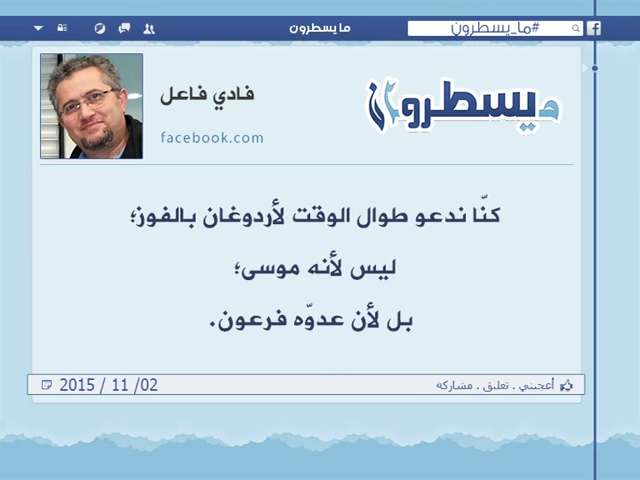 #ما_يسطرون
ما يسطرون
f
ما يسطرون
فادي فاعل
facebook.com
كنّا ندعو طوال الوقت لأردوغان بالفوز؛
ليس لأنه موسى؛
بل لأن عدوّه فرعون.
أعجبني . تعليق . مشاركه
2015 / 11 /02